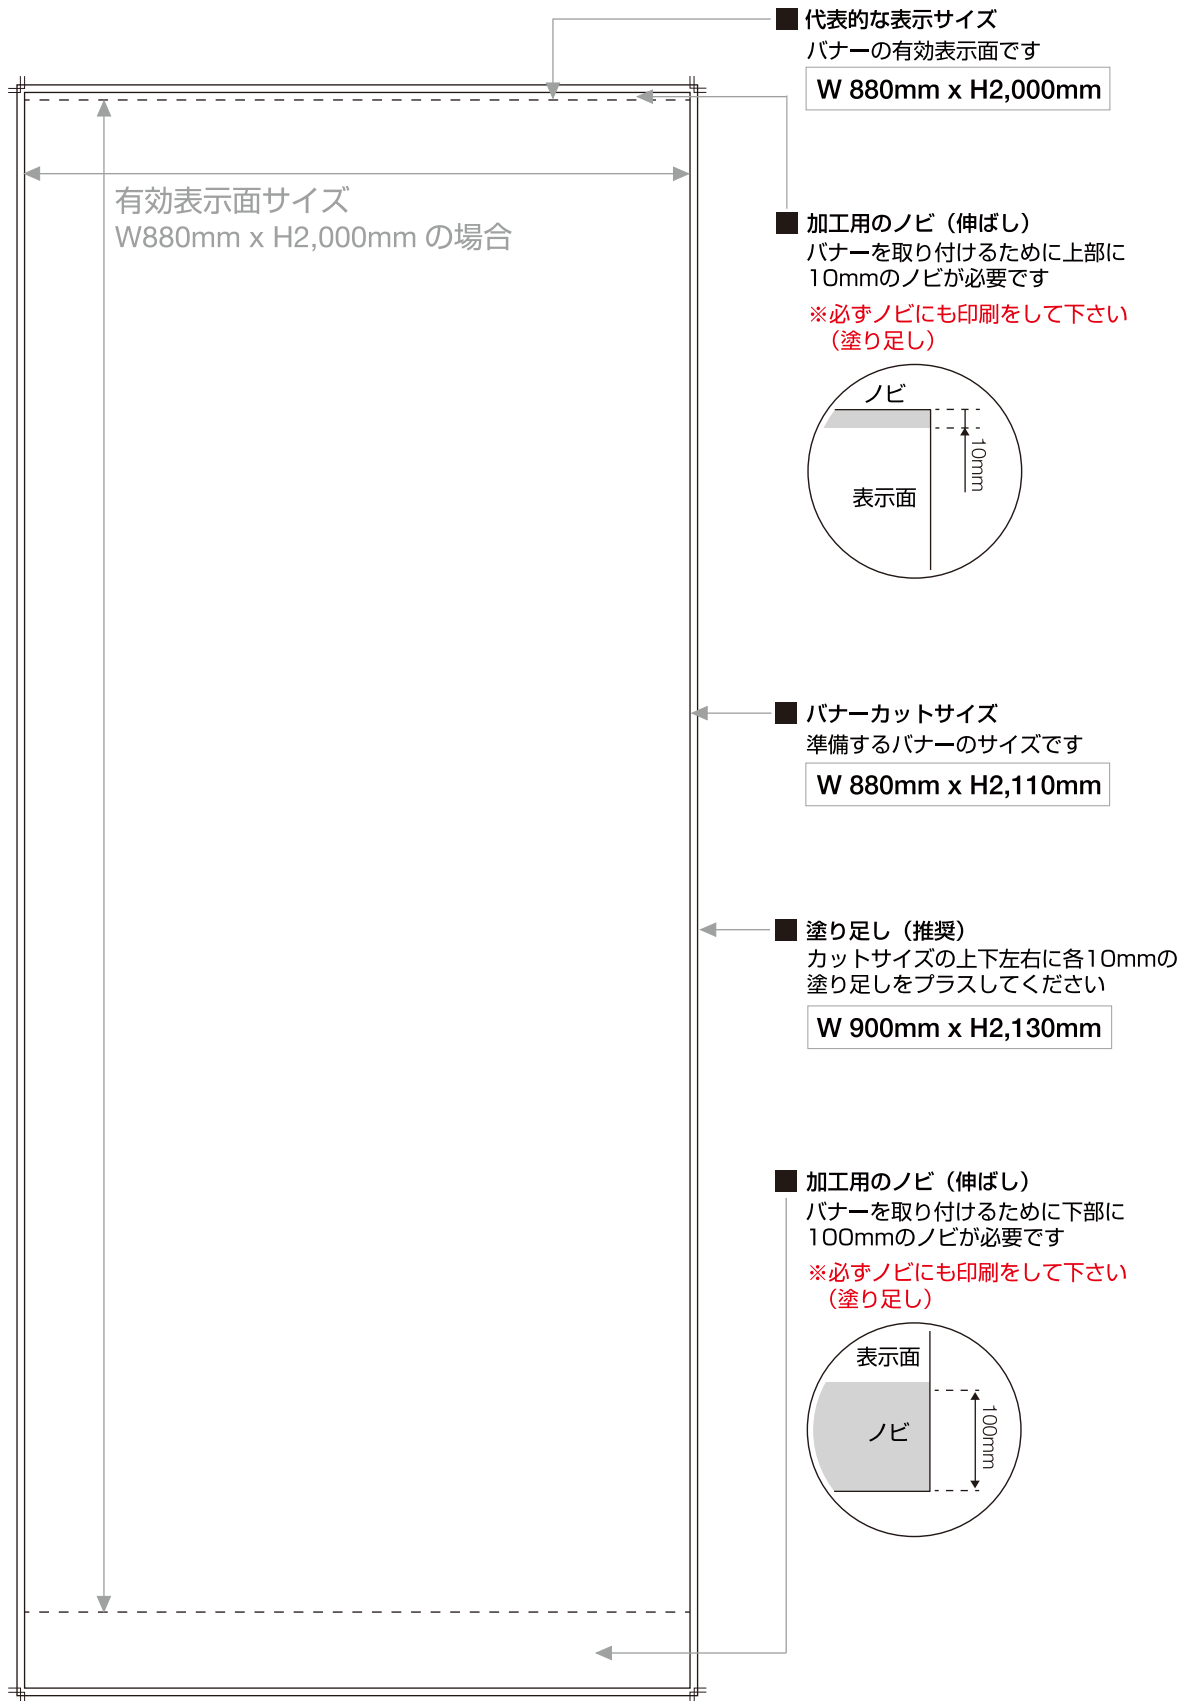 ■ 代表的な表示サイズ
バナーの有効表示面です
W 880mm x H2,000mm
有効表示面サイズ
W880mm x H2,000mm の場合
■ 加工用のノビ（伸ばし）
バナーを取り付けるために上部に
10mmのノビが必要です
※必ずノビにも印刷をして下さい
（塗り足し）
ノビ
10mm
表示面
■ バナーカットサイズ
準備するバナーのサイズです
W 880mm x H2,110mm
■ 塗り足し（推奨）
カットサイズの上下左右に各10mmの
塗り足しをプラスしてください
W 900mm x H2,130mm
■ 加工用のノビ（伸ばし）
バナーを取り付けるために下部に
100mmのノビが必要です
※必ずノビにも印刷をして下さい
（塗り足し）
表示面
ノビ
100mm